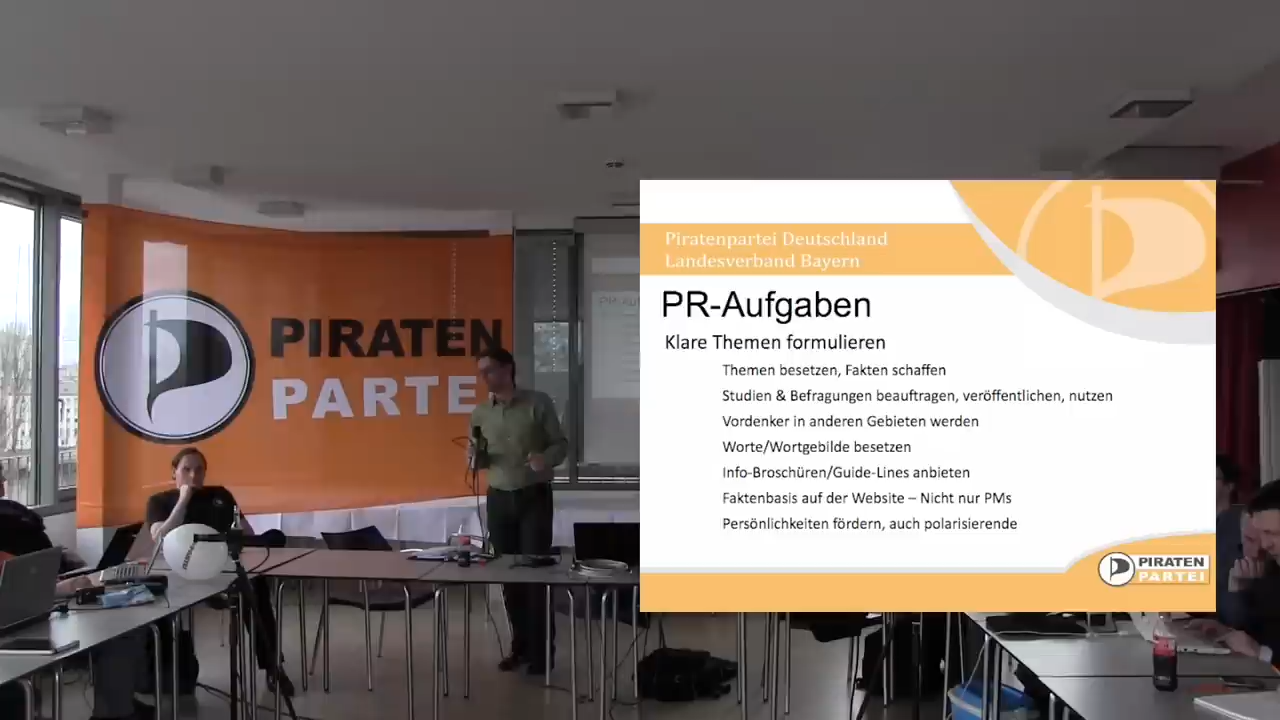 PIRATEN
PARTEI
Piratenpartei Deutschland
Landesverband Bayern
PR-Aufgaben
Klare Themen formulieren
Themen besetzen, Fakten schaffen
Studien & Befragungen beauftragen, veröffentlichen, nutzen
Vordenker in anderen Gebieten werden
Worte/Wortgebilde besetzen
Info-Broschüren/Guide-Lines anbieten
Faktenbasis auf der Website – Nicht nur PMs
Persönlichkeiten fördern, auch polarisierende
PIRATEN
PARTEI